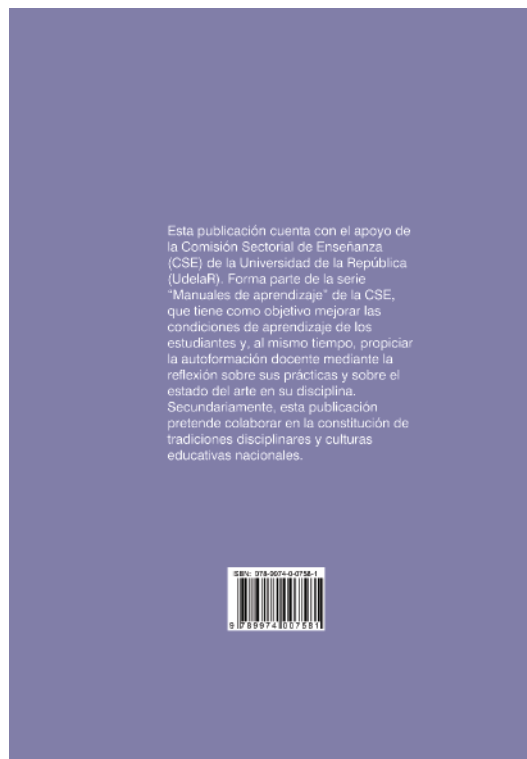 Esta publicación cuenta con el apoyo de
la Comisión Sectorial de Enseñanza
(CSE) de la Universidad de la República
(UdelaR). Forma parte de la serie
"Manuales de aprendizaje" de la CSE,
que tiene como objetivo mejorar las
condiciones de aprendizaje de los
estudiantes y, al mismo tiempo, propiciar
la autoformación docente mediante la
reflexión sobre sus prácticas y sobre el
estado del arte en su disciplina.
Secundariamente, esta publicación
pretende colaborar en la constitución de
tradiciones disciplinares y culturas
educativas nacionales.
ISBN: 978-9974-0-0758-1
9 789974 007581